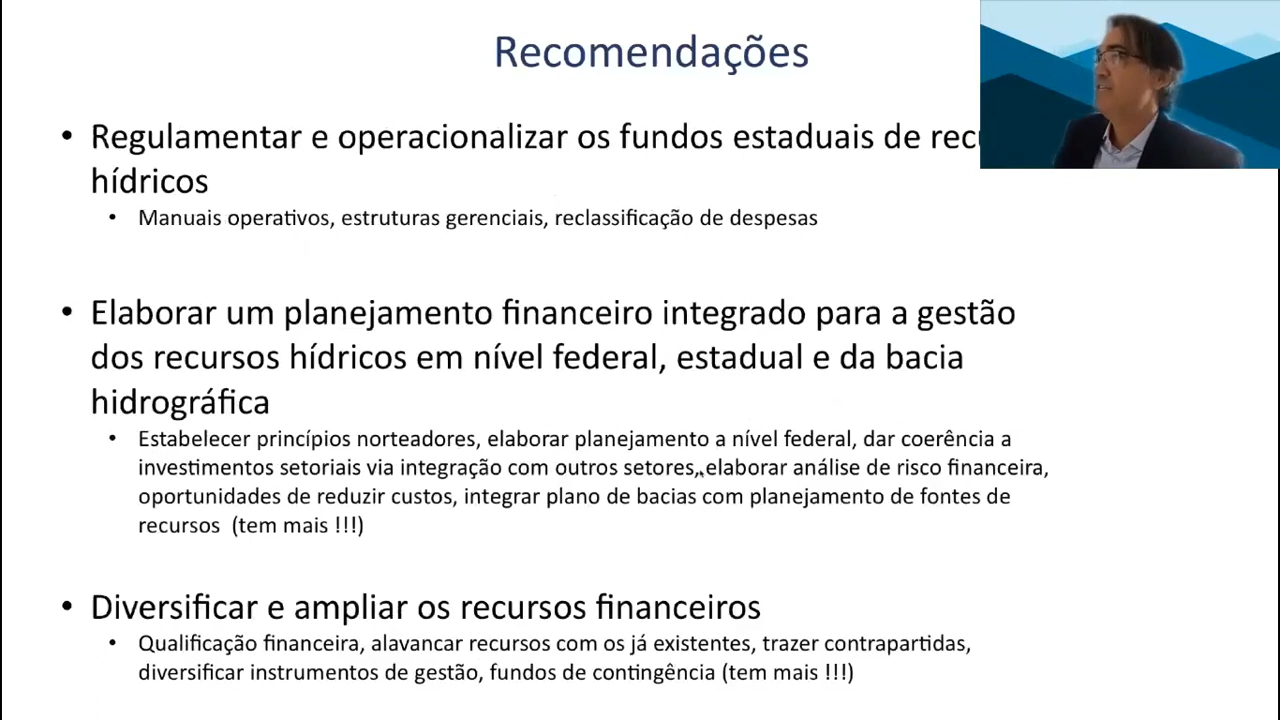 Recomendações
• Regulamentar e operacionalizar os fundos estaduais de
hídricos
• Manuais operativos, estruturas gerenciais, reclassificação de despesas
• Elaborar um planejamento financeiro integrado para a gestão
dos recursos hídricos em nível federal, estadual e da bacia
hidrográfica
• Estabelecer princípios norteadores, elaborar planejamento a nível federal, dar coerência a
investimentos setoriais via integração com outros setores, elaborar análise de risco financeira,
oportunidades de reduzir custos, integrar plano de bacias com planejamento de fontes de
recursos (tem mais !!!)
• Diversificar e ampliar os recursos financeiros
• Qualificação financeira, alavancar recursos com os já existentes, trazer contrapartidas,
diversificar instrumentos de gestão, fundos de contingência (tem mais !!!)